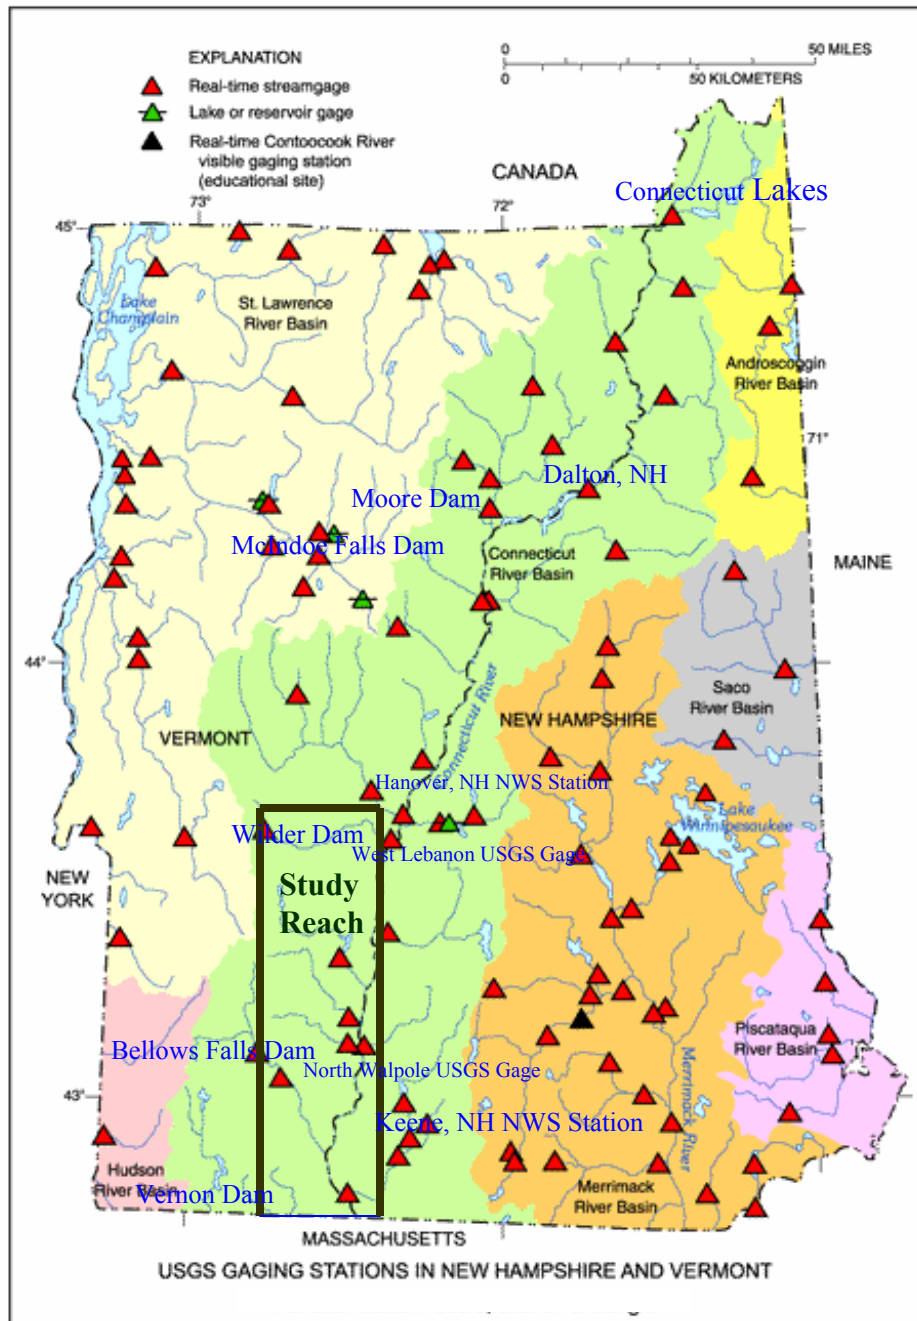 EXPLANATION
Real-time streamgage
Lake or reservoir gage
Real-time Contoocook River
visible gaging station
(educational site)
0 50 MILES
0 50 KILOMETERS
CANADA
Connecticut Lakes
73°
72°
45°
Lake
Champlain
St. Lawrence
River Basin
Androscoggin
River Basin
71°
Dalton, NH
Moore Dam
McIndoe Falls Dam
Connecticut
River Basin
MAINE
44°
Connecticut River
Saco
River Basin
VERMONT
NEW HAMPSHIRE
Hanover, NH NWS Station
Lake
Winnipesaukee
Wilder Dam
West Lebanon USGS Gage
NEW
YORK
Study
Reach
Piscataqua
River Basin
Bellows Falls Dam
North Walpole USGS Gage
Merrimack River
43°
Keene, NH NWS Station
Hudson
River Basin
Vernon Dam
Merrimack
River Basin
MASSACHUSETTS
USGS GAGING STATIONS IN NEW HAMPSHIRE AND VERMONT